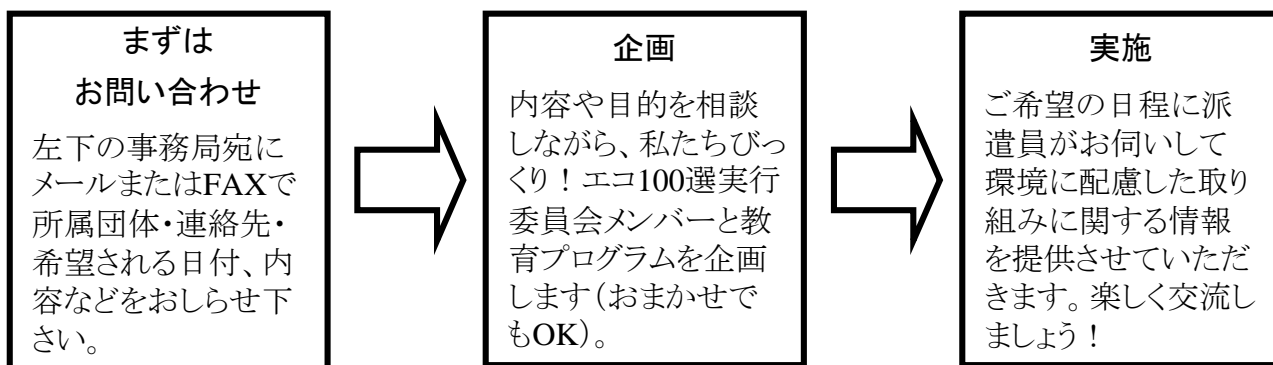 まずは
お問い合わせ
左下の事務局宛に
メールまたはFAXで
所属団体・連絡先・
希望される日付、内
容などをおしらせ下
さい。
企画
内容や目的を相談
しながら、私たちびっ
くり！エコ100選実行
委員会メンバーと教
育プログラムを企画
します（おまかせで
もOK）。
実施
ご希望の日程に派
遣員がお伺いして
環境に配慮した取り
組みに関する情報
を提供させていただ
きます。楽しく交流し
ましょう！